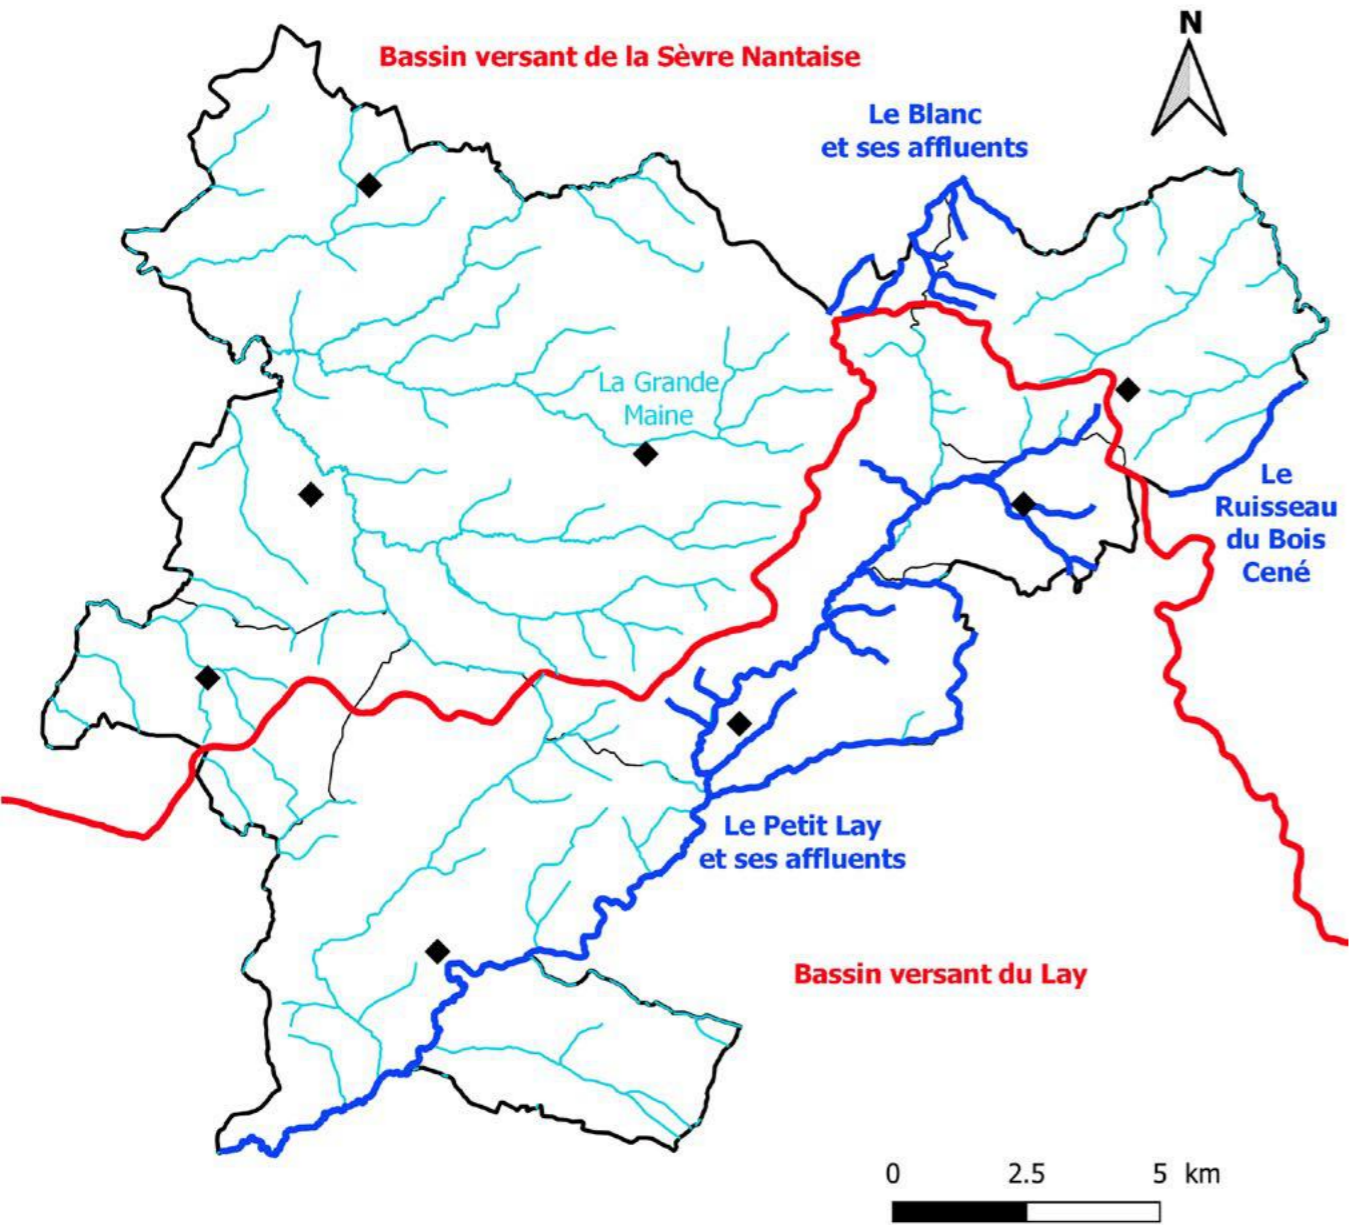 N
Bassin versant de la Sèvre Nantaise
Le Blanc
et ses affluents
La Grande
Maine
Le
Ruisseau
du Bois
Cené
Le Petit Lay
et ses affluents
Bassin versant du Lay
0 2.5 5 km